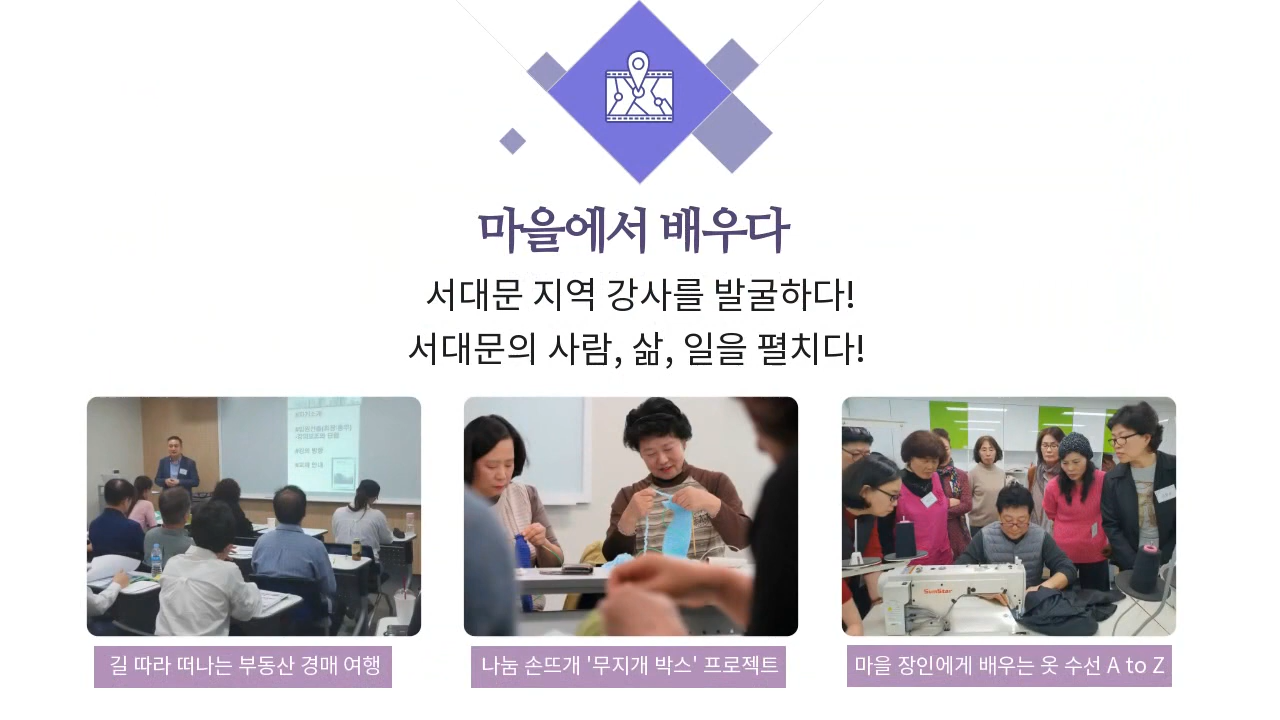 마을에서 배우다
서대문 지역 강사를 발굴하다!
서대문의 사람, 삶, 일을 펼치다!
SunStar
길 따라 떠나는 부동산 경매 여행
나눔 손뜨개 '무지개 박스' 프로젝트
마을 장인에게 배우는 옷 수선 A to Z